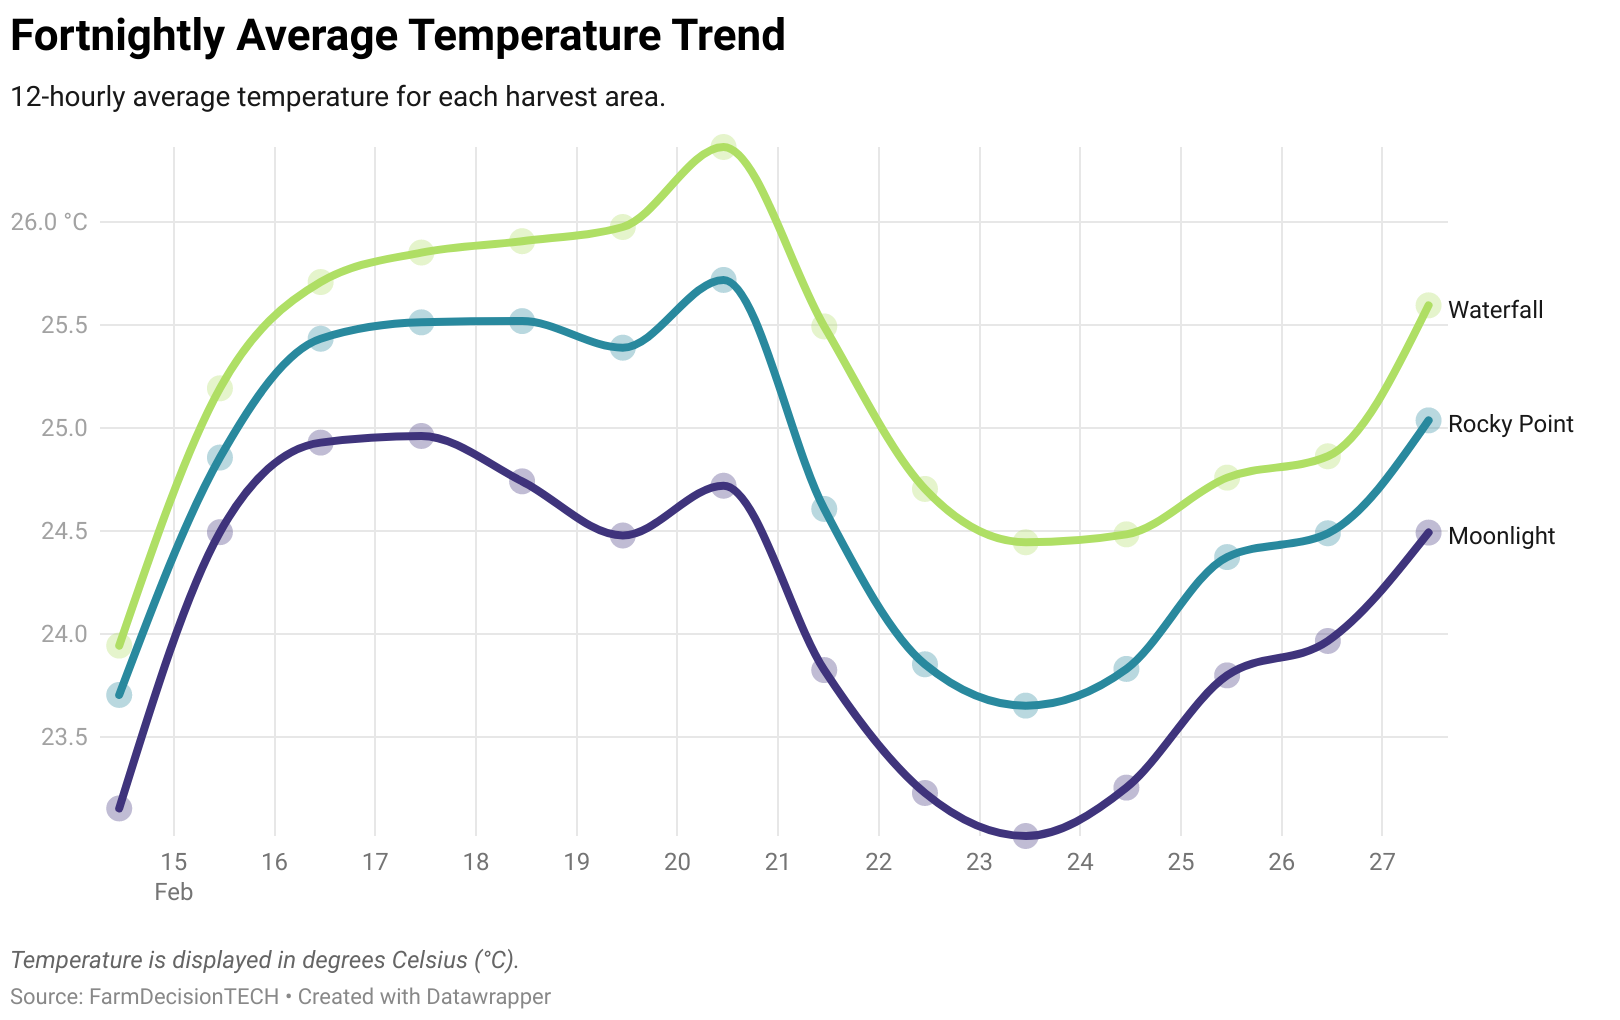 Fortnightly Average Temperature Trend
12-hourly average temperature for each harvest area.
26.0 °C
25.5
25.0
24.5
24.0
23.5
Waterfall
Rocky Point
Moonlight
15 16 17 18 19 20 21 22 23 24 25 26 27
Feb
Temperature is displayed in degrees Celsius (°C).
Source: FarmDecisionTECH • Created with Datawrapper